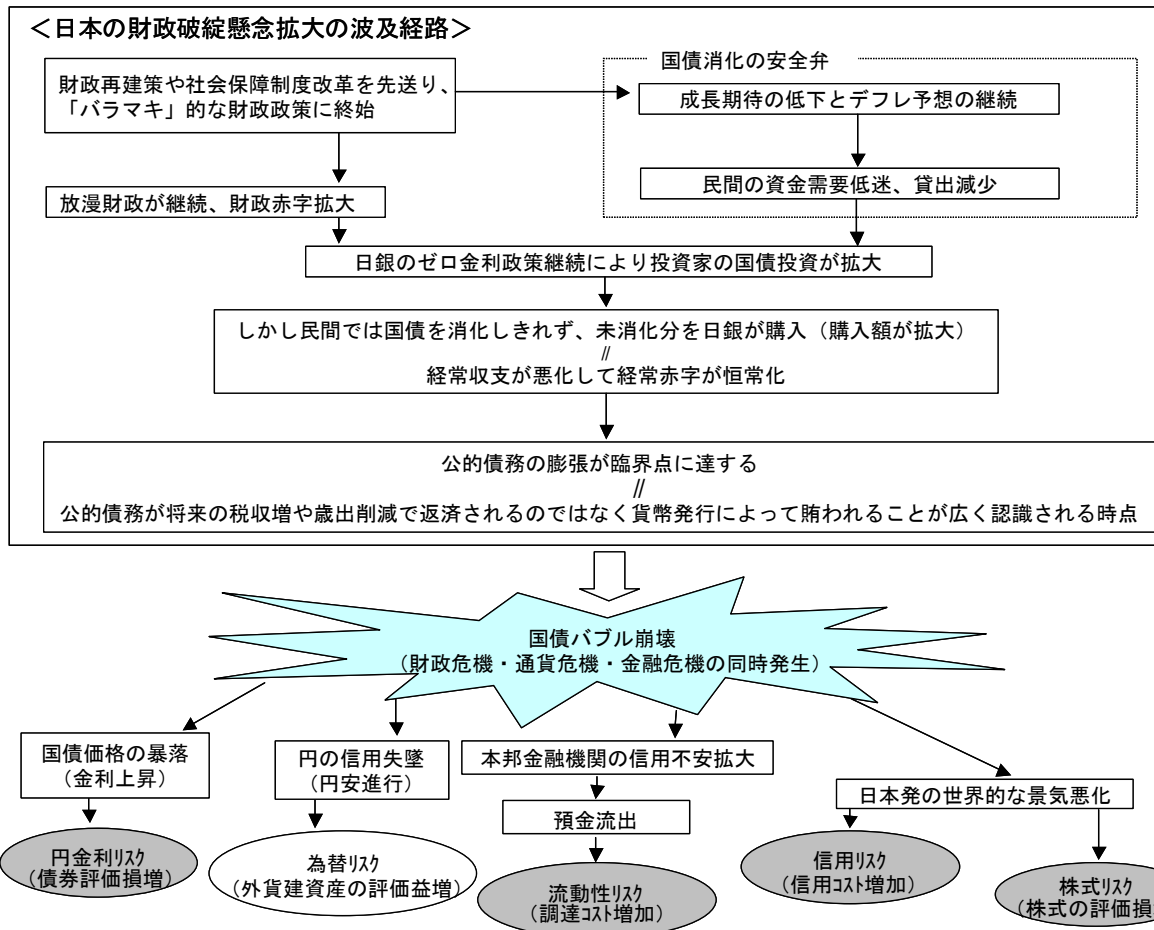 ＜日本の財政破綻懸念拡大の波及経路＞
国債消化の安全弁
財政再建策や社会保障制度改革を先送り、
「バラマキ」的な財政政策に終始
成長期待の低下とデフレ予想の継続
民間の資金需要低迷、貸出減少
放漫財政が継続、財政赤字拡大
日銀のゼロ金利政策継続により投資家の国債投資が拡大
しかし民間では国債を消化しきれず、未消化分を日銀が購入（購入額が拡大）
〃
経常収支が悪化して経常赤字が恒常化
公的債務の膨張が臨界点に達する
〃
公的債務が将来の税収増や歳出削減で返済されるのではなく貨幣発行によって賄われることが広く認識される時点
国債バブル崩壊
（財政危機・通貨危機・金融危機の同時発生）
国債価格の暴落
（金利上昇）
円の信用失墜
（円安進行）
本邦金融機関の信用不安拡大
日本発の世界的な景気悪化
預金流出
円金利ﾘｽｸ
（債券評価損増）
為替ﾘｽｸ
（外貨建資産の評価益増）
流動性ﾘｽｸ
（調達ｺｽﾄ増加）
信用ﾘｽｸ
（信用ｺｽﾄ増加）
株式ﾘｽｸ
（株式の評価損